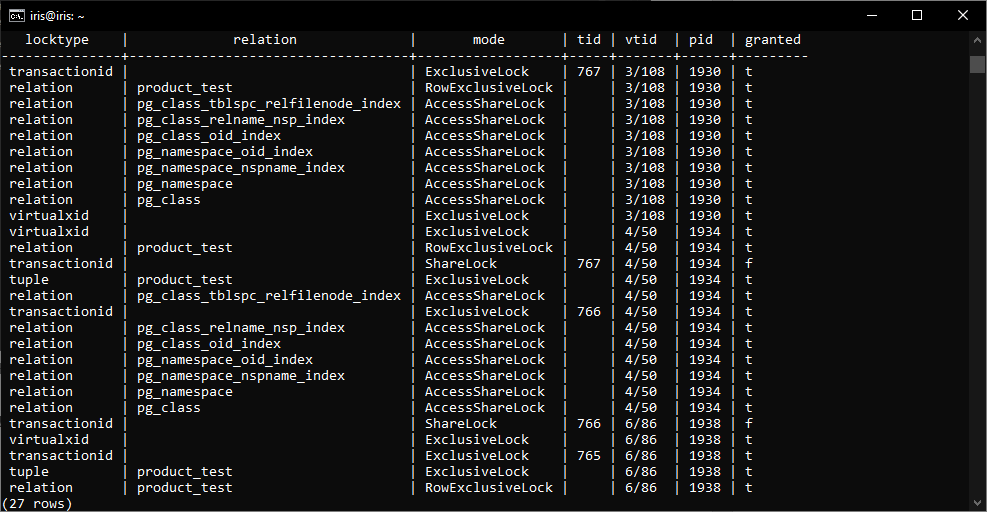 iris@iris: ~
locktype | relation | mode | tid | vtid | pid | granted
---------------+-----------------------------------+------------------+-----+-------+------+---------
transactionid | | ExclusiveLock | 767 | 3/108 | 1930 | t
relation | product_test | RowExclusiveLock | | 3/108 | 1930 | t
relation | pg_class_tblspc_relfilenode_index | AccessShareLock | | 3/108 | 1930 | t
relation | pg_class_relname_nsp_index | AccessShareLock | | 3/108 | 1930 | t
relation | pg_class_oid_index | AccessShareLock | | 3/108 | 1930 | t
relation | pg_namespace_oid_index | AccessShareLock | | 3/108 | 1930 | t
relation | pg_namespace_nspname_index | AccessShareLock | | 3/108 | 1930 | t
relation | pg_namespace | AccessShareLock | | 3/108 | 1930 | t
relation | pg_class | AccessShareLock | | 3/108 | 1930 | t
virtualxid | | ExclusiveLock | | 3/108 | 1930 | t
virtualxid | | ExclusiveLock | | 4/50 | 1934 | t
relation | product_test | RowExclusiveLock | | 4/50 | 1934 | t
transactionid | | ShareLock | 767 | 4/50 | 1934 | f
tuple | product_test | ExclusiveLock | | 4/50 | 1934 | t
relation | pg_class_tblspc_relfilenode_index | AccessShareLock | | 4/50 | 1934 | t
transactionid | | ExclusiveLock | 766 | 4/50 | 1934 | t
relation | pg_class_relname_nsp_index | AccessShareLock | | 4/50 | 1934 | t
relation | pg_class_oid_index | AccessShareLock | | 4/50 | 1934 | t
relation | pg_namespace_oid_index | AccessShareLock | | 4/50 | 1934 | t
relation | pg_namespace_nspname_index | AccessShareLock | | 4/50 | 1934 | t
relation | pg_namespace | AccessShareLock | | 4/50 | 1934 | t
relation | pg_class | AccessShareLock | | 4/50 | 1934 | t
transactionid | | ShareLock | 766 | 6/86 | 1938 | f
virtualxid | | ExclusiveLock | | 6/86 | 1938 | t
transactionid | | ExclusiveLock | 765 | 6/86 | 1938 | t
tuple | product_test | ExclusiveLock | | 6/86 | 1938 | t
relation | product_test | RowExclusiveLock | | 6/86 | 1938 | t
(27 rows)